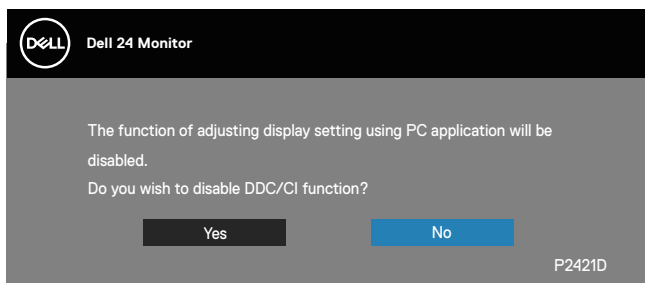 DELL
Dell 24 Monitor
The function of adjusting display setting using PC application will be
disabled.
Do you wish to disable DDC/CI function?
Yes
No
P2421D